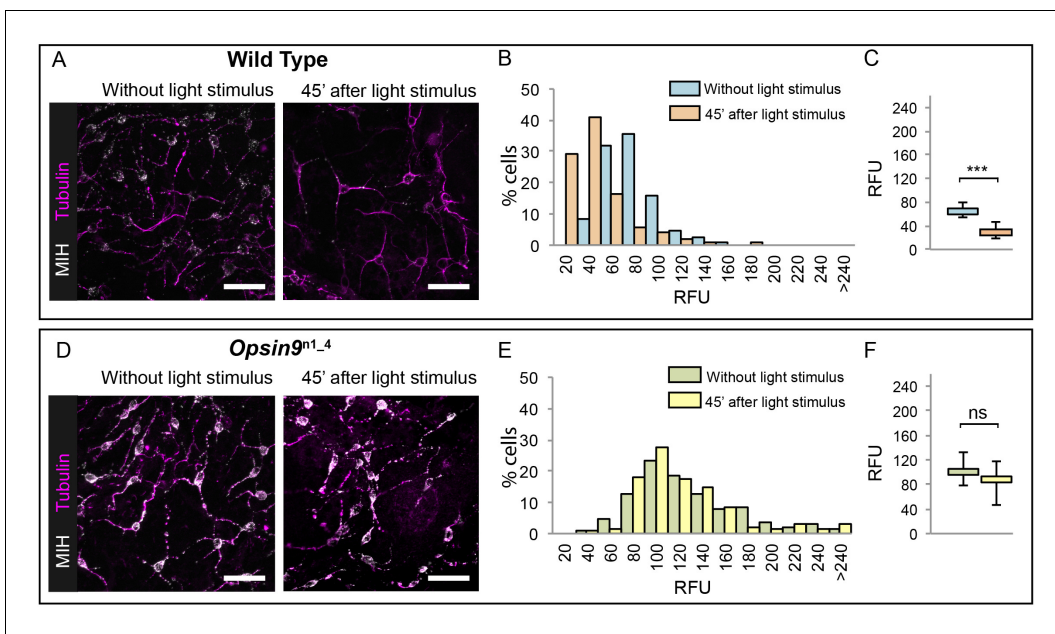 A
Wild Type
Without light stimulus
45’ after light stimulus
MIH Tubulin
B
Without light stimulus
45’ after light stimulus
50
40
30
20
10
0
% cells
20 40 60 80 100 120 140 160 180 200 220 240 >240
RFU
C
240
200
160
120
80
40
0
RFU
***
D
Opsin9ⁿ¹⁻⁴
Without light stimulus
45’ after light stimulus
MIH Tubulin
E
Without light stimulus
45’ after light stimulus
50
40
30
20
10
0
% cells
20 40 60 80 100 120 140 160 180 200 220 240 >240
RFU
F
240
200
160
120
80
40
0
RFU
ns